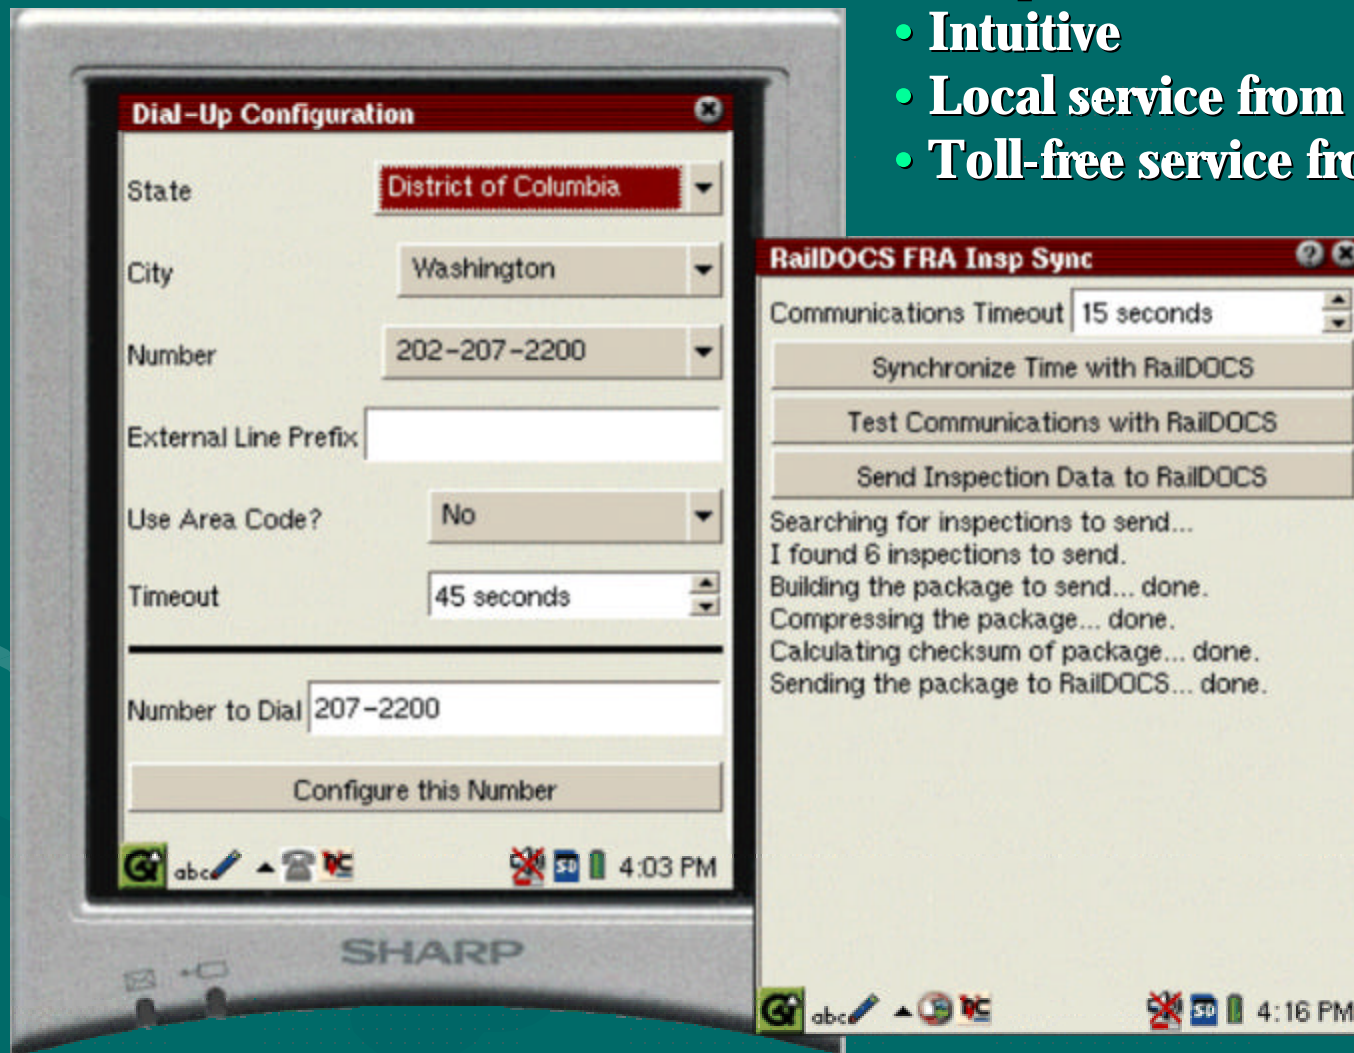 • Intuitive
• Local service from
• Toll-free service fro
Dial-Up Configuration
State District of Columbia
City Washington
Number 202-207-2200
External Line Prefix
Use Area Code? No
Timeout 45 seconds
Number to Dial 207-2200
Configure this Number
abc 4:03 PM
SD
SHARP
RailDOCS FRA Insp Sync
Communications Timeout 15 seconds
Synchronize Time with RailDOCS
Test Communications with RailDOCS
Send Inspection Data to RailDOCS
Searching for inspections to send...
I found 6 inspections to send.
Building the package to send... done.
Compressing the package... done.
Calculating checksum of package... done.
Sending the package to RailDOCS... done.
abc SD 4:16 PM